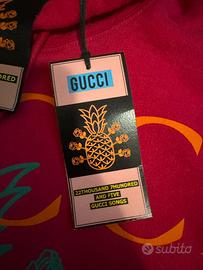 GUCCI
22THOUSAND 7HUNDRED
AND FIVE
GUCCI SONGS
C C
subito